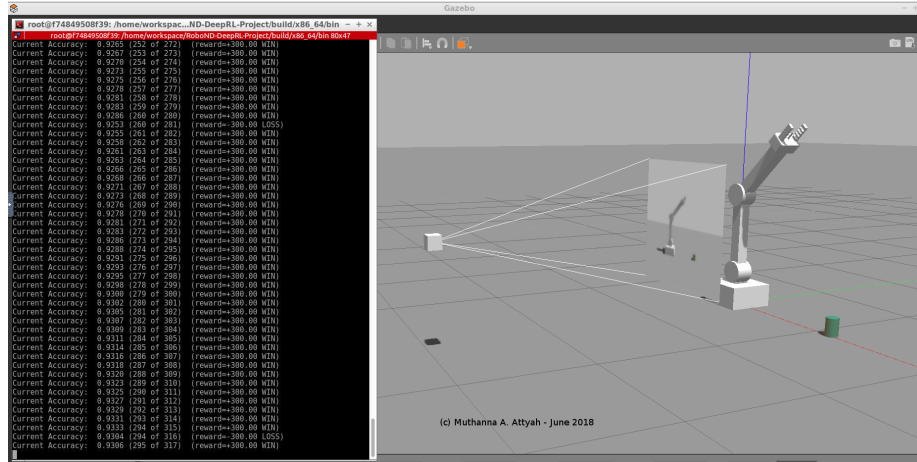 Gazebo
root@f74849508f39: /home/workspac...ND-DeepRL-Project/build/x86_64/bin
root@f74849508f39: /home/workspace/RoboND-DeepRL-Project/build/x86_64/bin 80x47
Current Accuracy: 0.9265 (252 of 272) (reward=+300.00 WIN)
Current Accuracy: 0.9267 (253 of 273) (reward=+300.00 WIN)
Current Accuracy: 0.9270 (254 of 274) (reward=+300.00 WIN)
Current Accuracy: 0.9273 (255 of 275) (reward=+300.00 WIN)
Current Accuracy: 0.9275 (256 of 276) (reward=+300.00 WIN)
Current Accuracy: 0.9278 (257 of 277) (reward=+300.00 WIN)
Current Accuracy: 0.9281 (258 of 278) (reward=+300.00 WIN)
Current Accuracy: 0.9283 (259 of 279) (reward=+300.00 WIN)
Current Accuracy: 0.9286 (260 of 280) (reward=+300.00 WIN)
Current Accuracy: 0.9253 (260 of 281) (reward=-300.00 LOSS)
Current Accuracy: 0.9255 (261 of 282) (reward=+300.00 WIN)
Current Accuracy: 0.9258 (262 of 283) (reward=+300.00 WIN)
Current Accuracy: 0.9261 (263 of 284) (reward=+300.00 WIN)
Current Accuracy: 0.9263 (264 of 285) (reward=+300.00 WIN)
Current Accuracy: 0.9266 (265 of 286) (reward=+300.00 WIN)
Current Accuracy: 0.9268 (266 of 287) (reward=+300.00 WIN)
Current Accuracy: 0.9271 (267 of 288) (reward=+300.00 WIN)
Current Accuracy: 0.9273 (268 of 289) (reward=+300.00 WIN)
Current Accuracy: 0.9276 (269 of 290) (reward=+300.00 WIN)
Current Accuracy: 0.9278 (270 of 291) (reward=+300.00 WIN)
Current Accuracy: 0.9281 (271 of 292) (reward=+300.00 WIN)
Current Accuracy: 0.9283 (272 of 293) (reward=+300.00 WIN)
Current Accuracy: 0.9286 (273 of 294) (reward=+300.00 WIN)
Current Accuracy: 0.9288 (274 of 295) (reward=+300.00 WIN)
Current Accuracy: 0.9291 (275 of 296) (reward=+300.00 WIN)
Current Accuracy: 0.9293 (276 of 297) (reward=+300.00 WIN)
Current Accuracy: 0.9295 (277 of 298) (reward=+300.00 WIN)
Current Accuracy: 0.9298 (278 of 299) (reward=+300.00 WIN)
Current Accuracy: 0.9300 (279 of 300) (reward=+300.00 WIN)
Current Accuracy: 0.9302 (280 of 301) (reward=+300.00 WIN)
Current Accuracy: 0.9305 (281 of 302) (reward=+300.00 WIN)
Current Accuracy: 0.9307 (282 of 303) (reward=+300.00 WIN)
Current Accuracy: 0.9309 (283 of 304) (reward=+300.00 WIN)
Current Accuracy: 0.9311 (284 of 305) (reward=+300.00 WIN)
Current Accuracy: 0.9314 (285 of 306) (reward=+300.00 WIN)
Current Accuracy: 0.9316 (286 of 307) (reward=+300.00 WIN)
Current Accuracy: 0.9318 (287 of 308) (reward=+300.00 WIN)
Current Accuracy: 0.9320 (288 of 309) (reward=+300.00 WIN)
Current Accuracy: 0.9323 (289 of 310) (reward=+300.00 WIN)
Current Accuracy: 0.9325 (290 of 311) (reward=+300.00 WIN)
Current Accuracy: 0.9327 (291 of 312) (reward=+300.00 WIN)
Current Accuracy: 0.9329 (292 of 313) (reward=+300.00 WIN)
Current Accuracy: 0.9331 (293 of 314) (reward=+300.00 WIN)
Current Accuracy: 0.9333 (294 of 315) (reward=+300.00 WIN)
Current Accuracy: 0.9304 (294 of 316) (reward=-300.00 LOSS)
Current Accuracy: 0.9306 (295 of 317) (reward=+300.00 WIN)
(c) Muthanna A. Attyah - June 2018